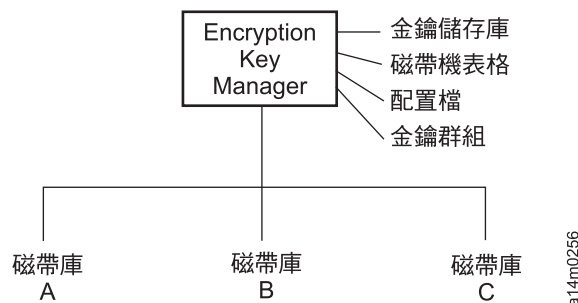 Encryption
Key
Manager
金鑰儲存庫
磁帶機表格
配置檔
金鑰群組
磁帶庫
A
磁帶庫
B
磁帶庫
C
a14m0256